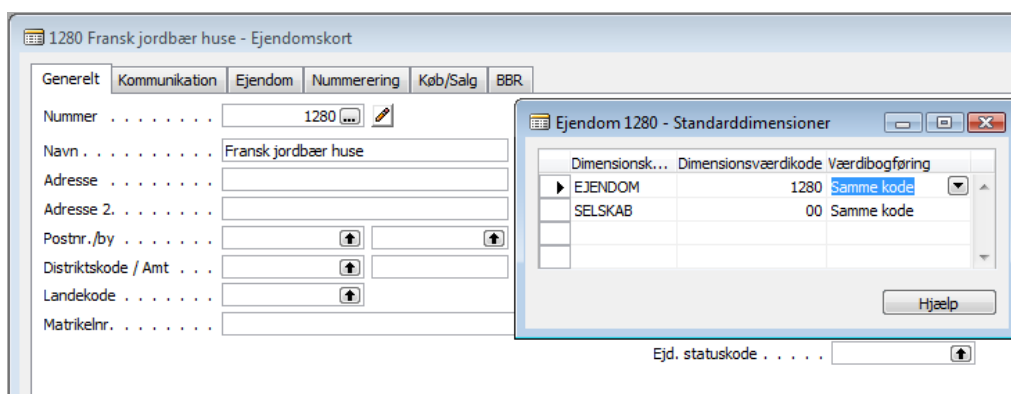 1280 Fransk jordbær huse - Ejendomskort
Generelt Kommunikation Ejendom Nummerering Køb/Salg BBR
Nummer . . . . . . . . 1280 ...
Navn . . . . . . . . . . Fransk jordbær huse
Adresse . . . . . . . .
Adresse 2. . . . . . . .
Postnr./by . . . . . . .
Distriktskode / Amt . . .
Landekode . . . . . . .
Matrikelnr. . . . . . . .
Ejendom 1280 - Standarddimensioner
Dimensionsk... Dimensionsværdikode Værdibogføring
EJENDOM 1280 Samme kode
SELSKAB 00 Samme kode
Hjælp
Ejd. statuskode . . . . .